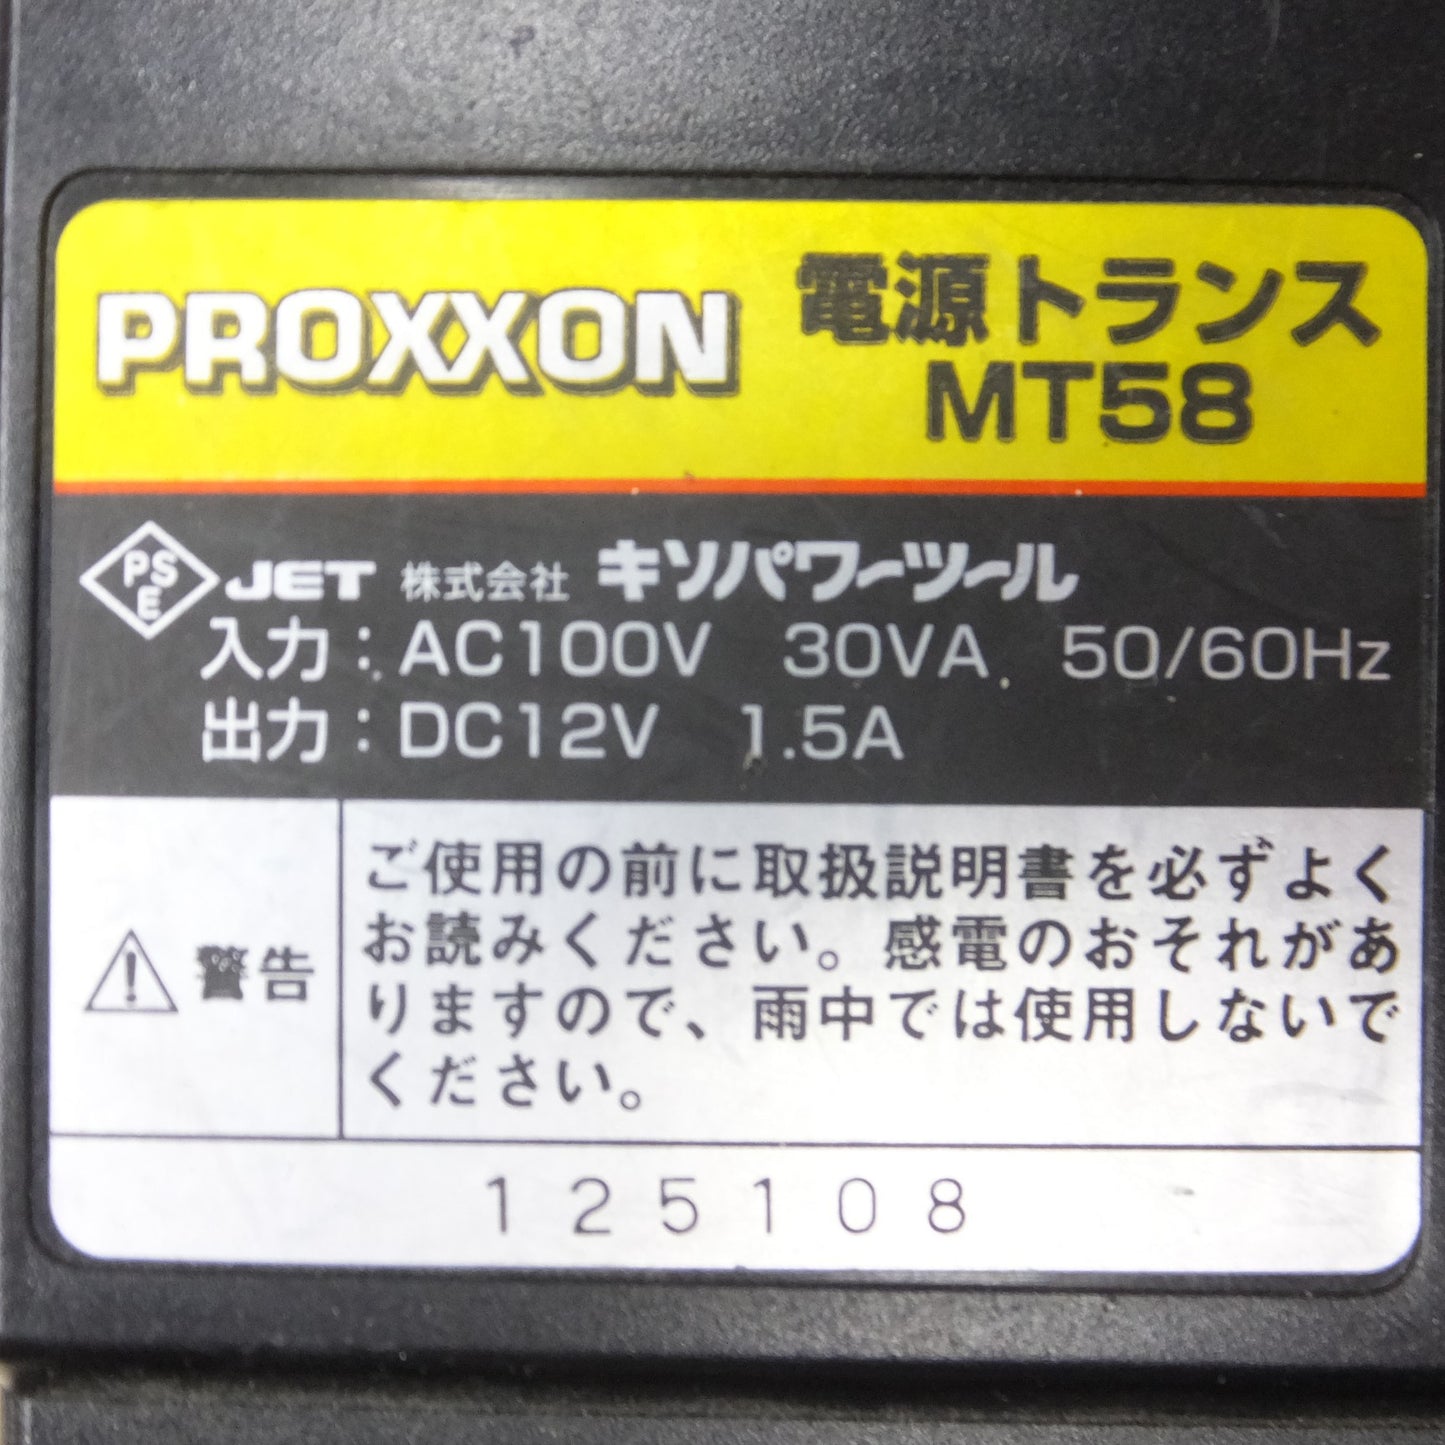 PROXXON
電源トランス
MT58
PS
E
JET 株式会社 キソパワーツール
入力：AC100V 30VA 50/60Hz
出力：DC12V 1.5A
警告
ご使用の前に取扱説明書を必ずよく
お読みください。感電のおそれがあ
りますので、雨中では使用しないで
ください。
125108